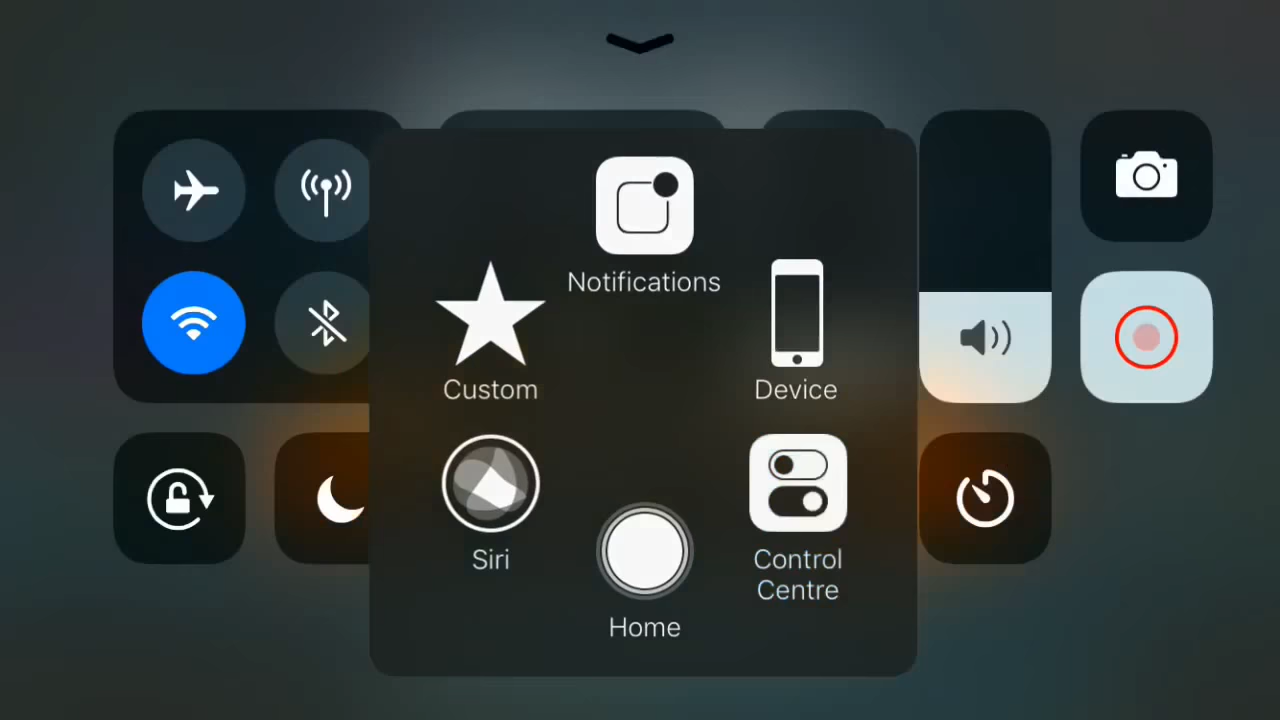 Notifications
Custom
Device
Siri
Control
Centre
Home